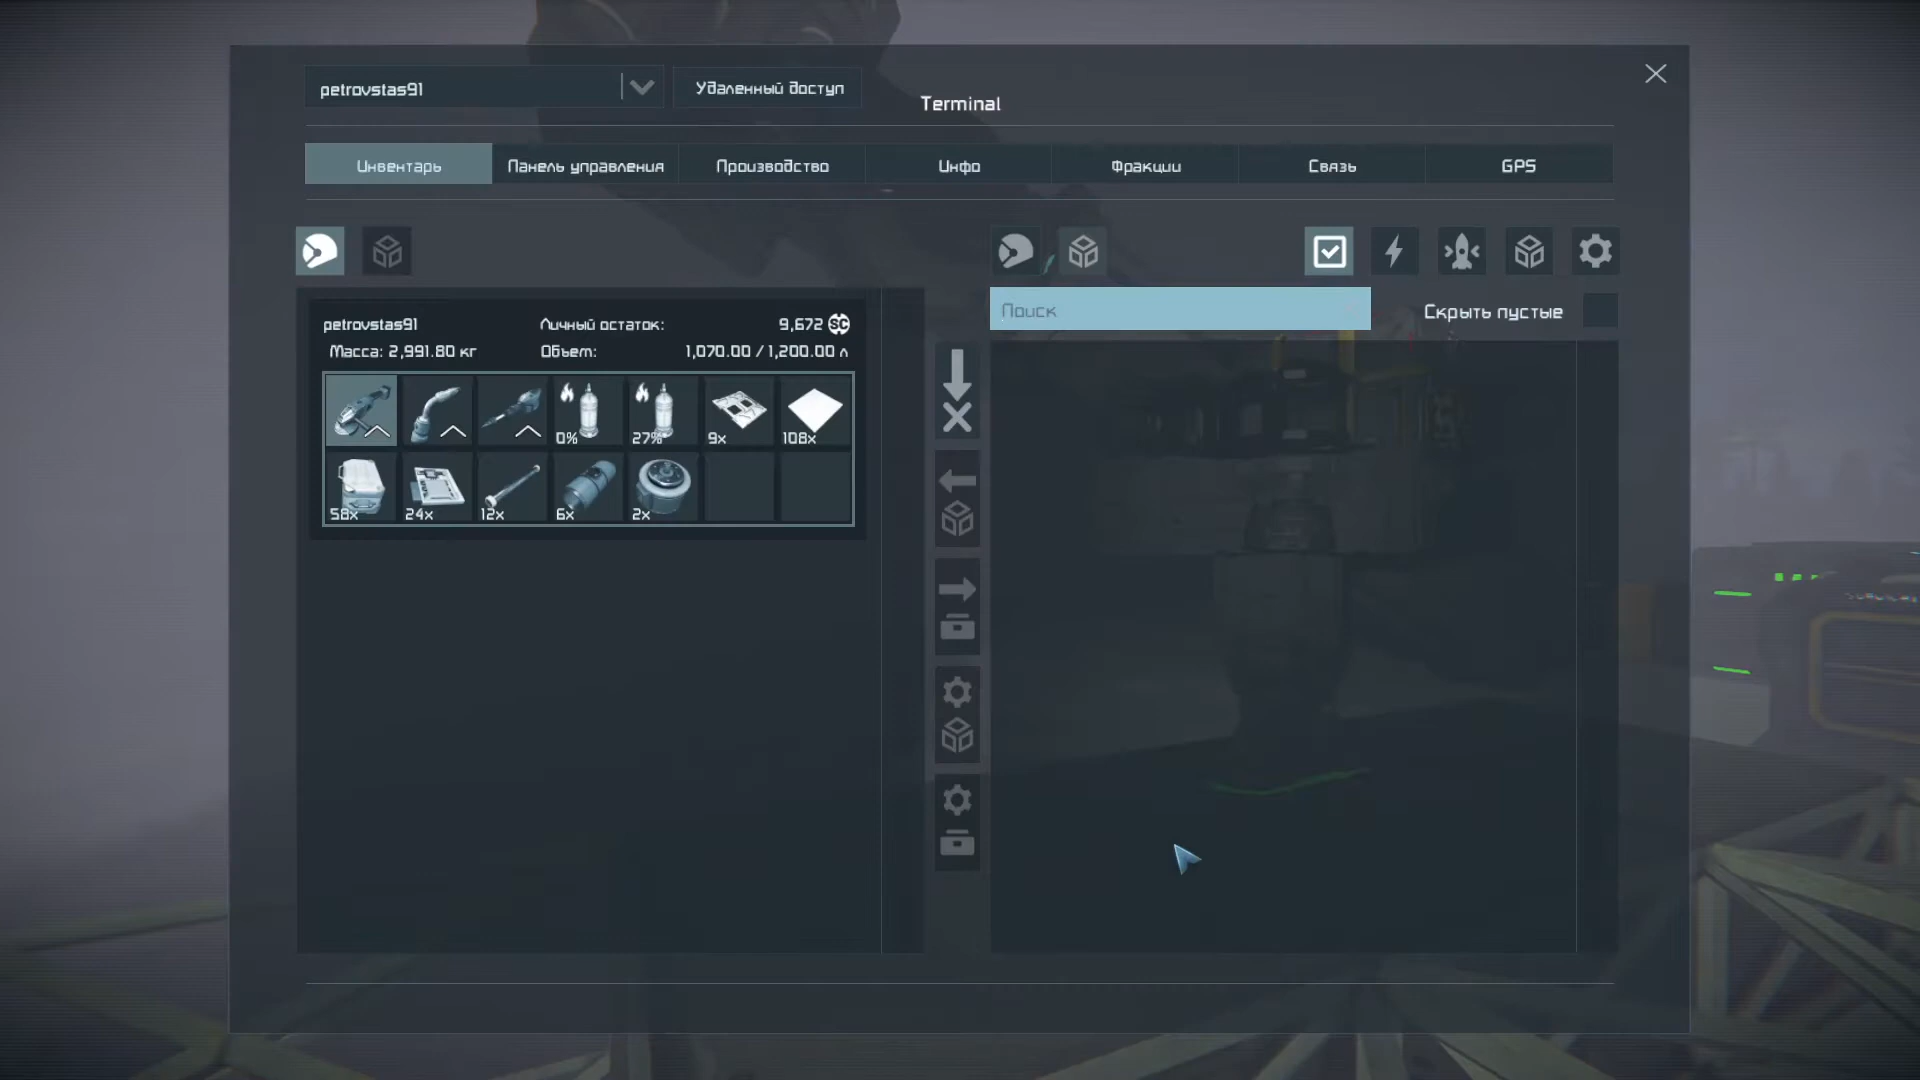 petrovstas91
Удаленный доступ
Terminal
Инвентарь
Панель управления
Производство
Инфо
Фракции
Связь
GPS
Поиск
Скрыть пустые
petrovstas91
Личный остаток:
9,672 SC
Масса: 2,991.80 кг
Объем:
1,070.00 / 1,200.00 л
0%
27%
9x
108x
58x
24x
12x
6x
2x